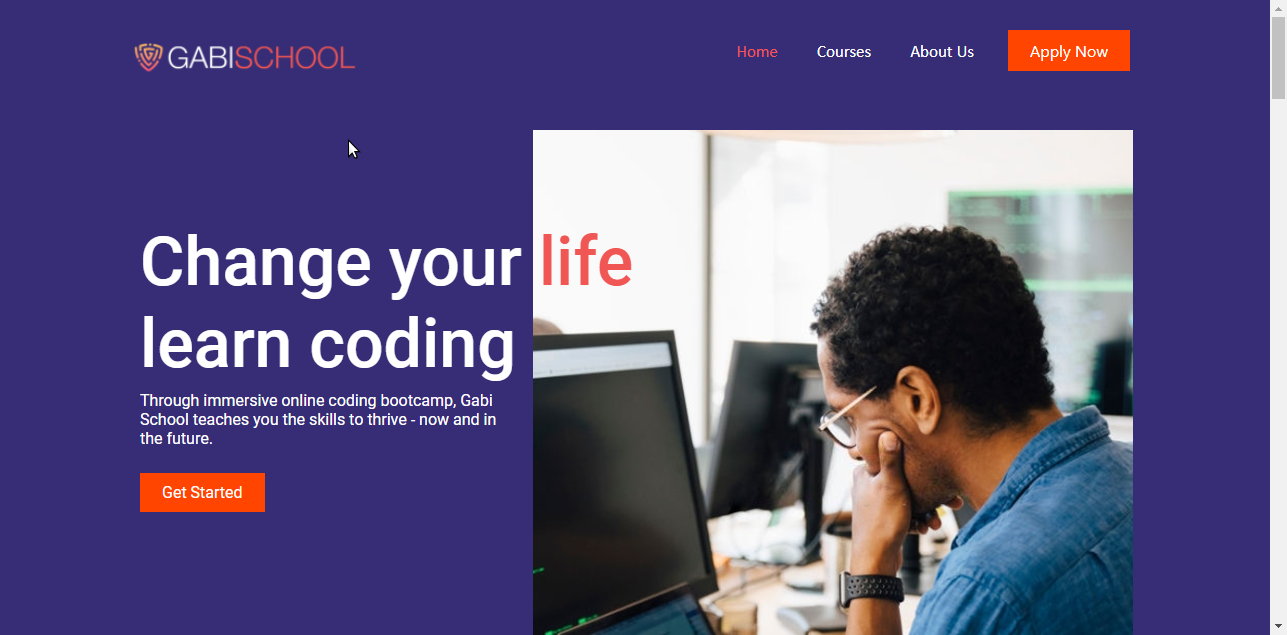 GABISCHOOL
Home
Courses
About Us
Apply Now
Change your life
learn coding
Through immersive online coding bootcamp, Gabi
School teaches you the skills to thrive - now and in
the future.
Get Started